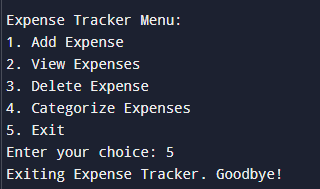 Expense Tracker Menu:
1. Add Expense
2. View Expenses
3. Delete Expense
4. Categorize Expenses
5. Exit
Enter your choice: 5
Exiting Expense Tracker. Goodbye!